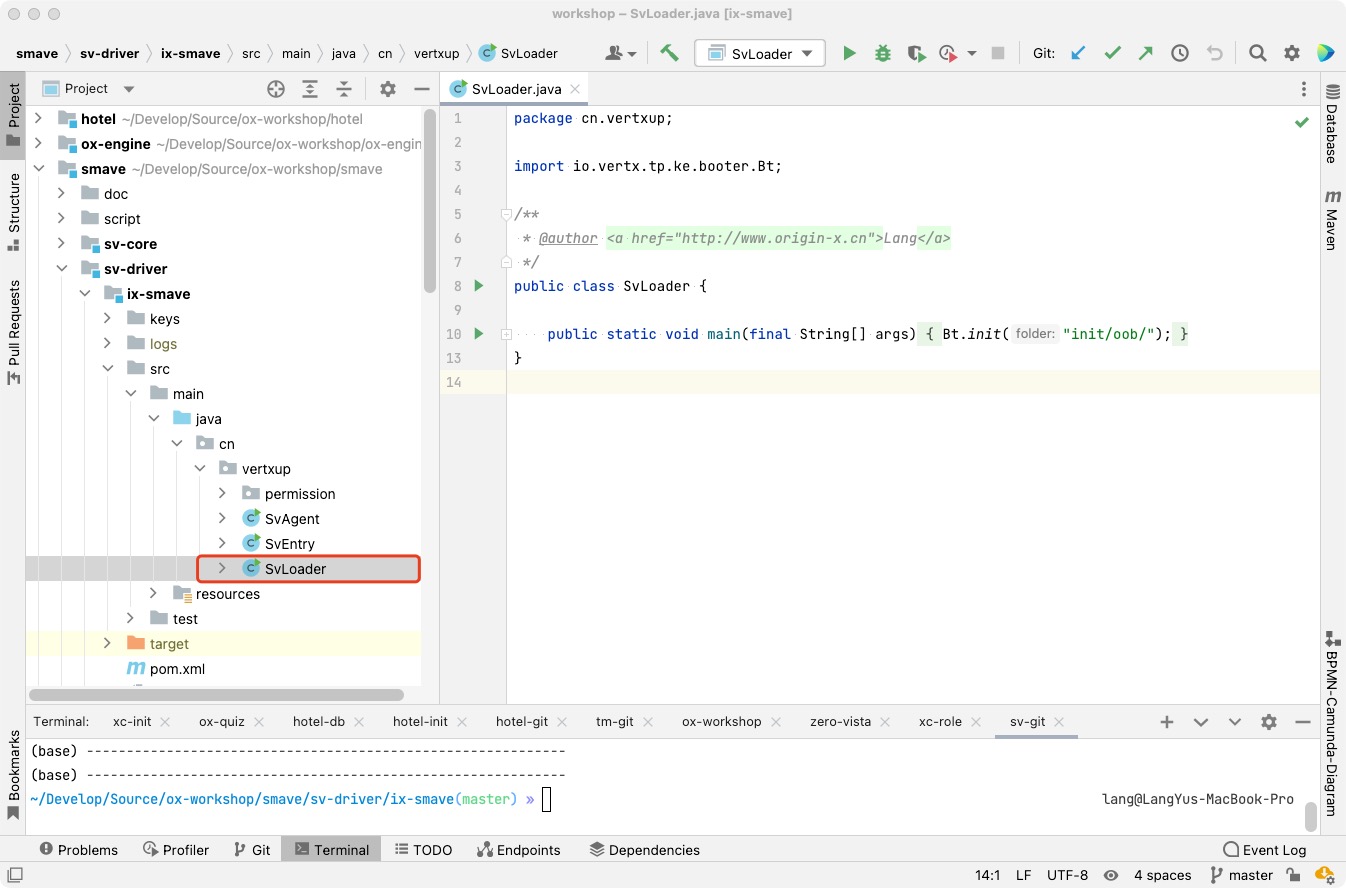 workshop – SvLoader.java [ix-smave]
smave sv-driver ix-smave src main java cn vertxup SvLoader
SvLoader
Git:
Project
SvLoader.java
Project
Structure
Pull Requests
Bookmarks
hotel ~/Develop/Source/ox-workshop/hotel
ox-engine ~/Develop/Source/ox-workshop/ox-engin
smave ~/Develop/Source/ox-workshop/smave
doc
script
sv-core
sv-driver
ix-smave
keys
logs
src
main
java
cn
vertxup
permission
SvAgent
SvEntry
SvLoader
resources
test
target
pom.xml
1 package cn.vertxup;
2
3 import io.vertx.tp.ke.booter.Bt;
4
5 /**
6 * @author <a href="http://www.origin-x.cn">Lang</a>
7 */
8 public class SvLoader {
9
10 public static void main(final String[] args) { Bt.init( folder: "init/oob/"); }
13 }
14
Database
Maven
BPMN-Camunda-Diagram
Terminal: xc-init ox-quiz hotel-db hotel-init hotel-git tm-git ox-workshop zero-vista xc-role sv-git
(base) ------------------------------------------------------------
(base) ------------------------------------------------------------
~/Develop/Source/ox-workshop/smave/sv-driver/ix-smave(master) » lang@LangYus-MacBook-Pro
Problems Profiler Git Terminal TODO Endpoints Dependencies Event Log
14:1 LF UTF-8 4 spaces master